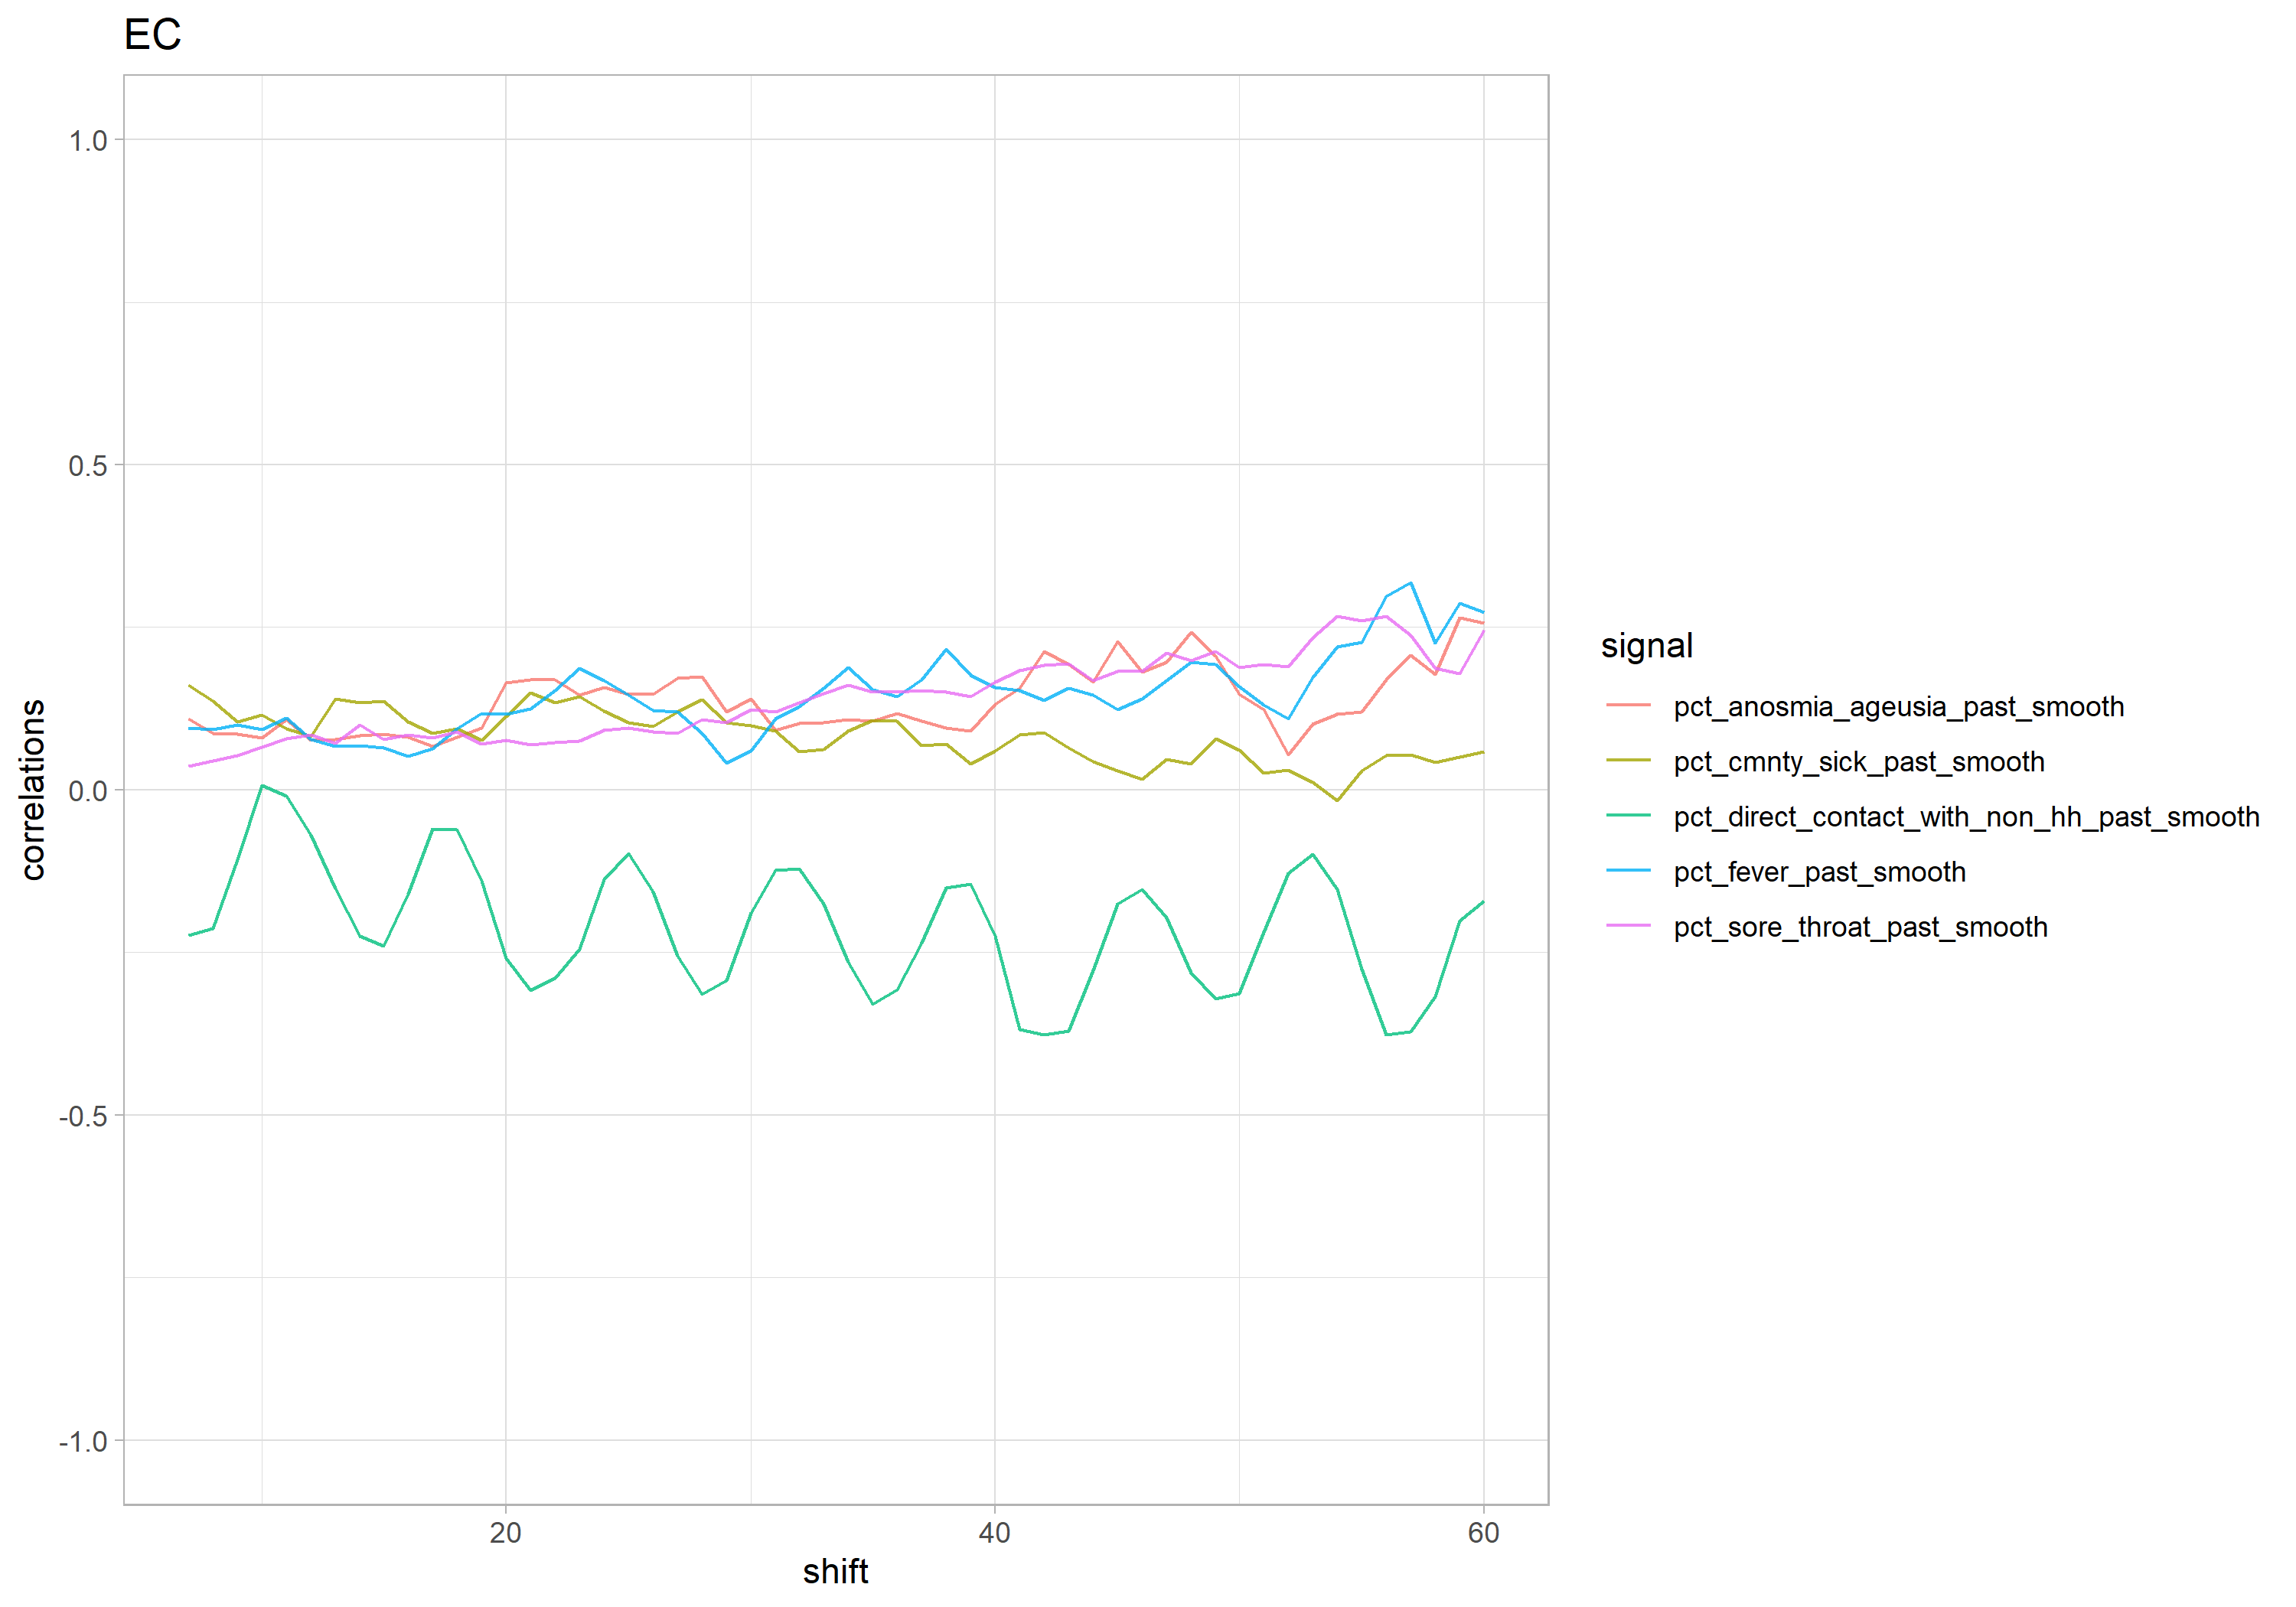 EC
1.0
0.5
0.0
-0.5
-1.0
correlations
20 40 60
shift
signal
pct_anosmia_ageusia_past_smooth
pct_cmnty_sick_past_smooth
pct_direct_contact_with_non_hh_past_smooth
pct_fever_past_smooth
pct_sore_throat_past_smooth